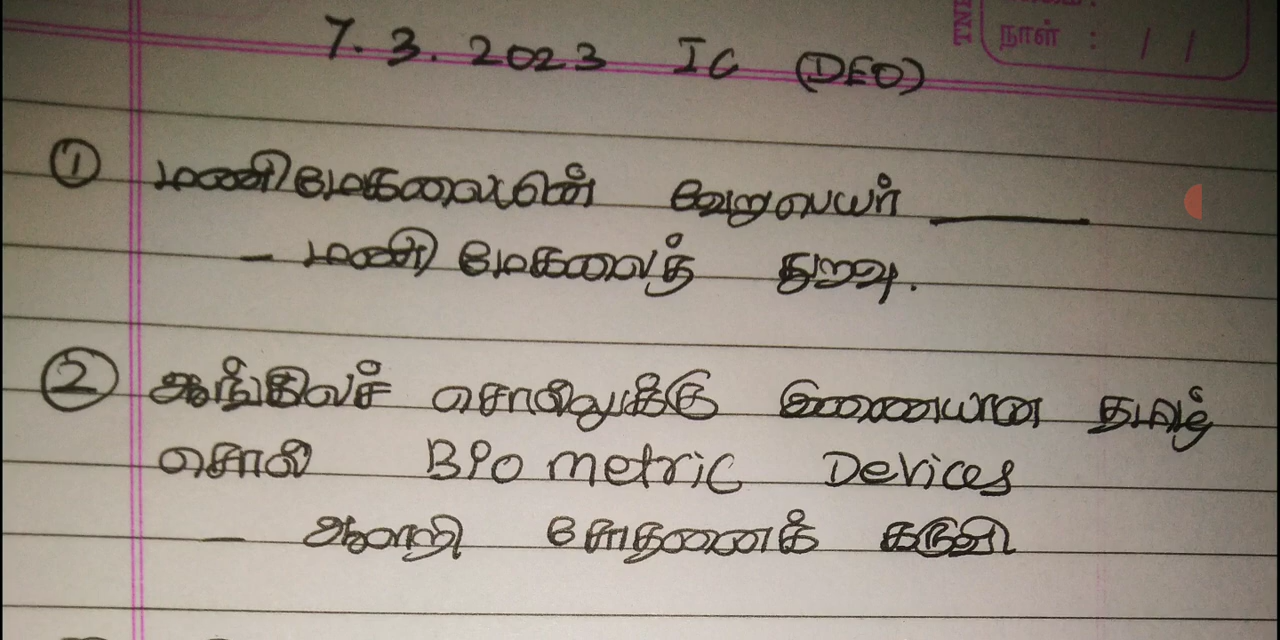 நாள் : / /
7. 3. 2023 IC (DEO)
① மணிமேகலையின் வேறுபெயர் ______
- மணி மேகலைத் துறவு.
② ஆங்கிலச் சொல்லுக்கு இணையான தமிழ்
சொல் BIO metric Devices
- ஆளறி சோதனைக் கருவி